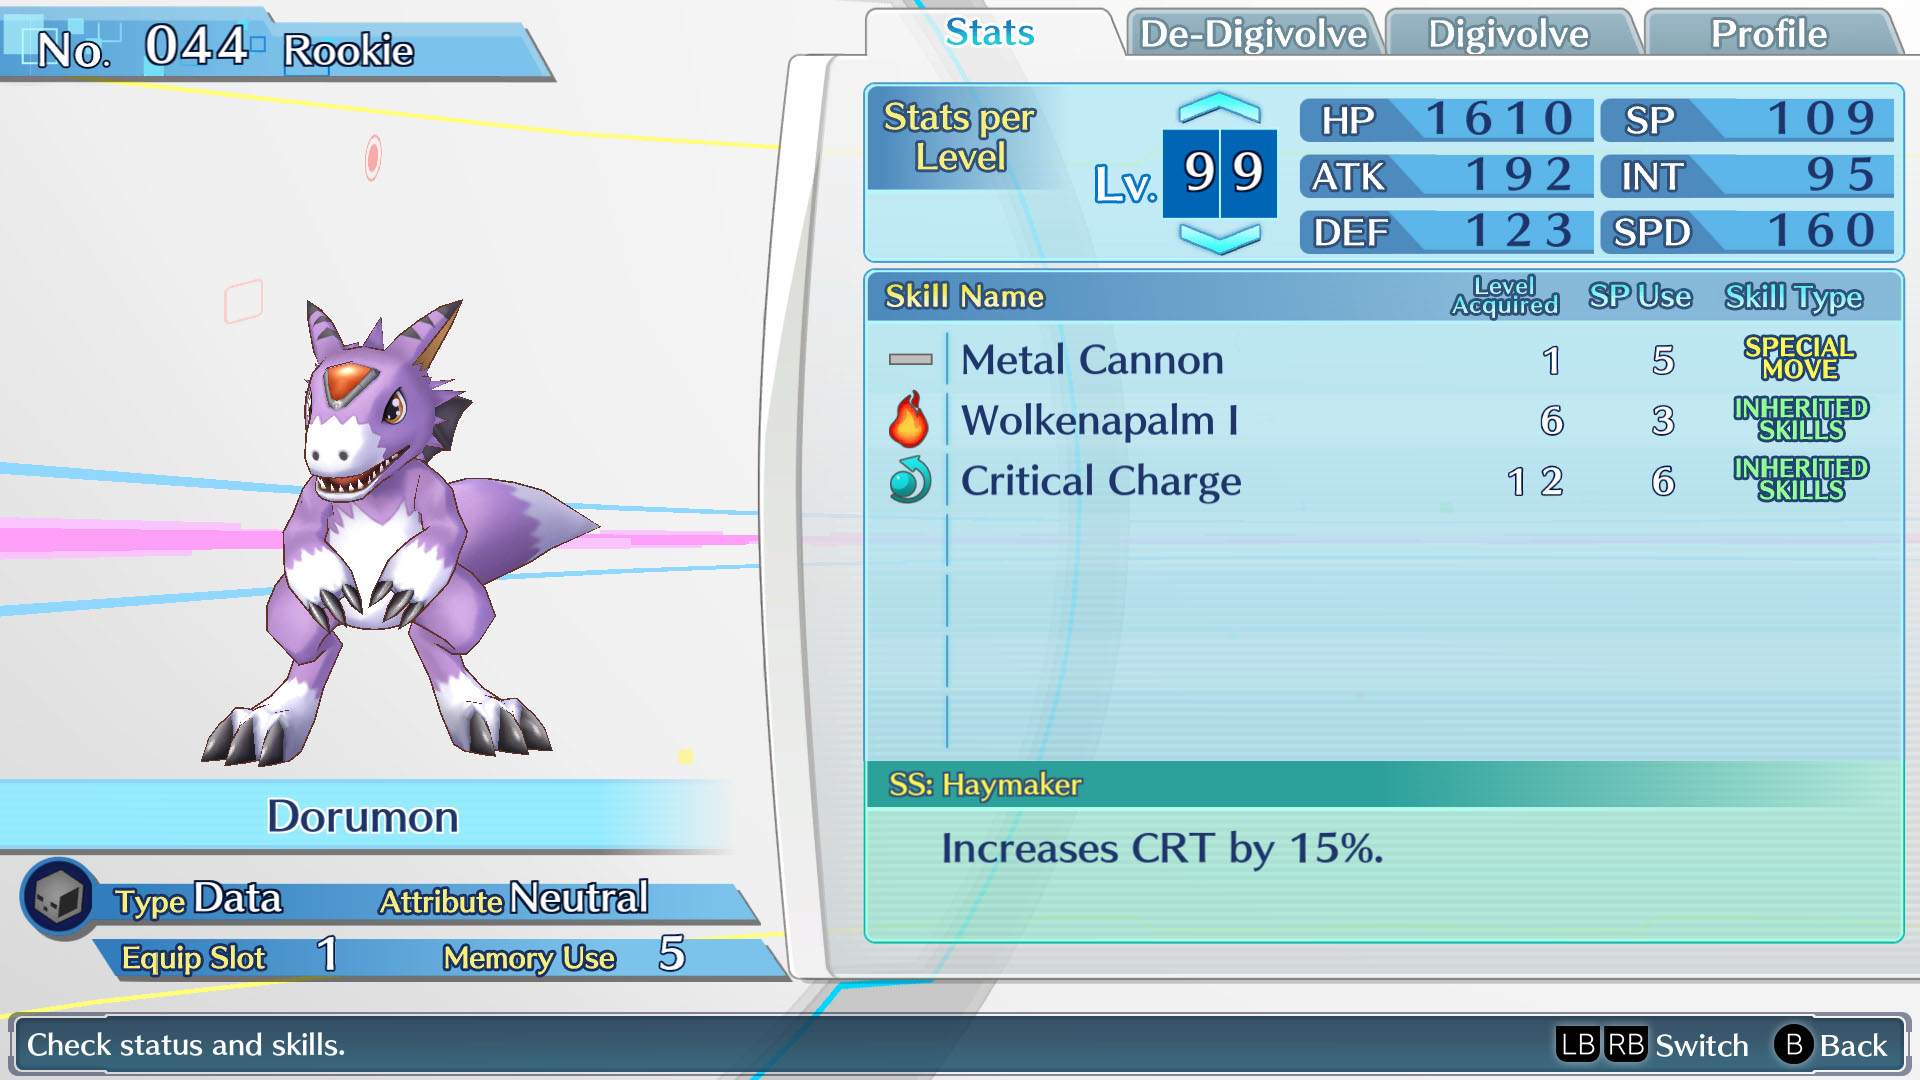 No. 044 Rookie
Stats De-Digivolve Digivolve Profile
Stats per
Level
Lv. 99
HP 1610 SP 109
ATK 192 INT 95
DEF 123 SPD 160
Skill Name Level Acquired SP Use Skill Type
Metal Cannon 1 5 SPECIAL MOVE
Wolkenapalm I 6 3 INHERITED SKILLS
Critical Charge 12 6 INHERITED SKILLS
SS: Haymaker
Increases CRT by 15%.
Dorumon
Type Data Attribute Neutral
Equip Slot 1 Memory Use 5
Check status and skills.
LB RB Switch B Back